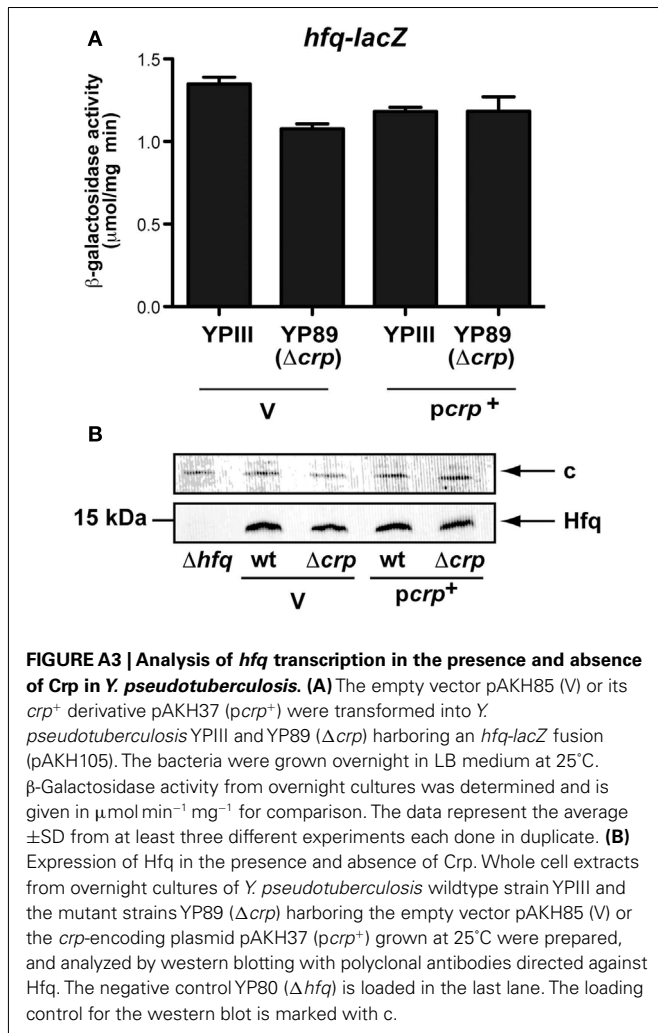 A
hfq-lacZ
β-galactosidase activity
(μmol/mg min)
1.5
1.0
0.5
0.0
YPIII
YP89
(Δcrp)
YPIII
YP89
(Δcrp)
V
pcrp +
B
c
15 kDa
Hfq
Δhfq
wt
Δcrp
wt
Δcrp
V
pcrp+
FIGURE A3 | Analysis of hfq transcription in the presence and absence
of Crp in Y. pseudotuberculosis. (A) The empty vector pAKH85 (V) or its
crp+ derivative pAKH37 (pcrp+) were transformed into Y.
pseudotuberculosis YPIII and YP89 (Δcrp) harboring an hfq-lacZ fusion
(pAKH105). The bacteria were grown overnight in LB medium at 25˚C.
β-Galactosidase activity from overnight cultures was determined and is
given in μmol min−1 mg−1 for comparison. The data represent the average
±SD from at least three different experiments each done in duplicate. (B)
Expression of Hfq in the presence and absence of Crp. Whole cell extracts
from overnight cultures of Y. pseudotuberculosis wildtype strain YPIII and
the mutant strains YP89 (Δcrp) harboring the empty vector pAKH85 (V) or
the crp-encoding plasmid pAKH37 (pcrp+) grown at 25˚C were prepared,
and analyzed by western blotting with polyclonal antibodies directed against
Hfq. The negative control YP80 (Δhfq) is loaded in the last lane. The loading
control for the western blot is marked with c.